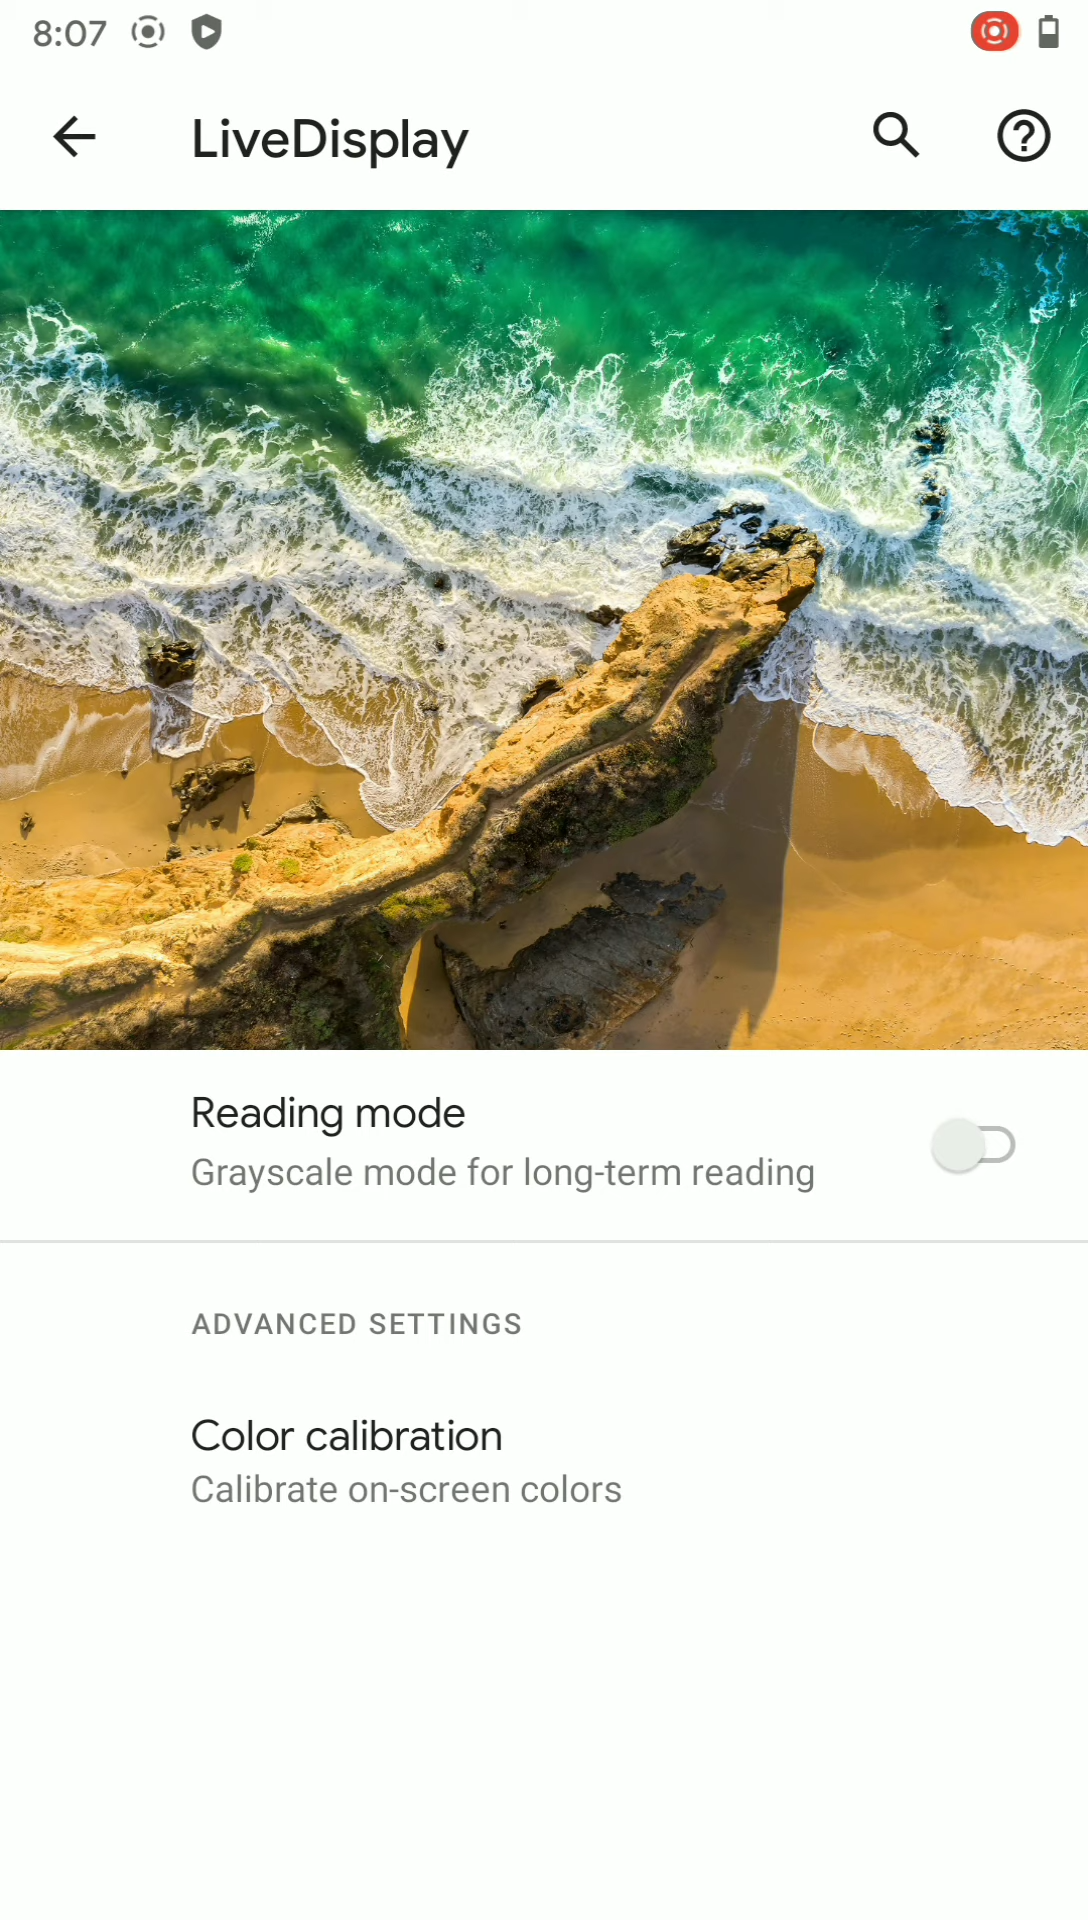 8:07
LiveDisplay
Reading mode
Grayscale mode for long-term reading
ADVANCED SETTINGS
Color calibration
Calibrate on-screen colors